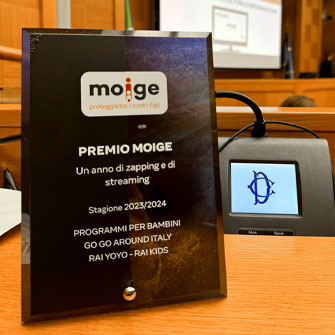 moige
proteggiamo i nostri figli
PREMIO MOIGE
Un anno di zapping e di
streaming
Stagione 2023/2024
PROGRAMMI PER BAMBINI
GO GO AROUND ITALY
RAI YOYO - RAI KIDS